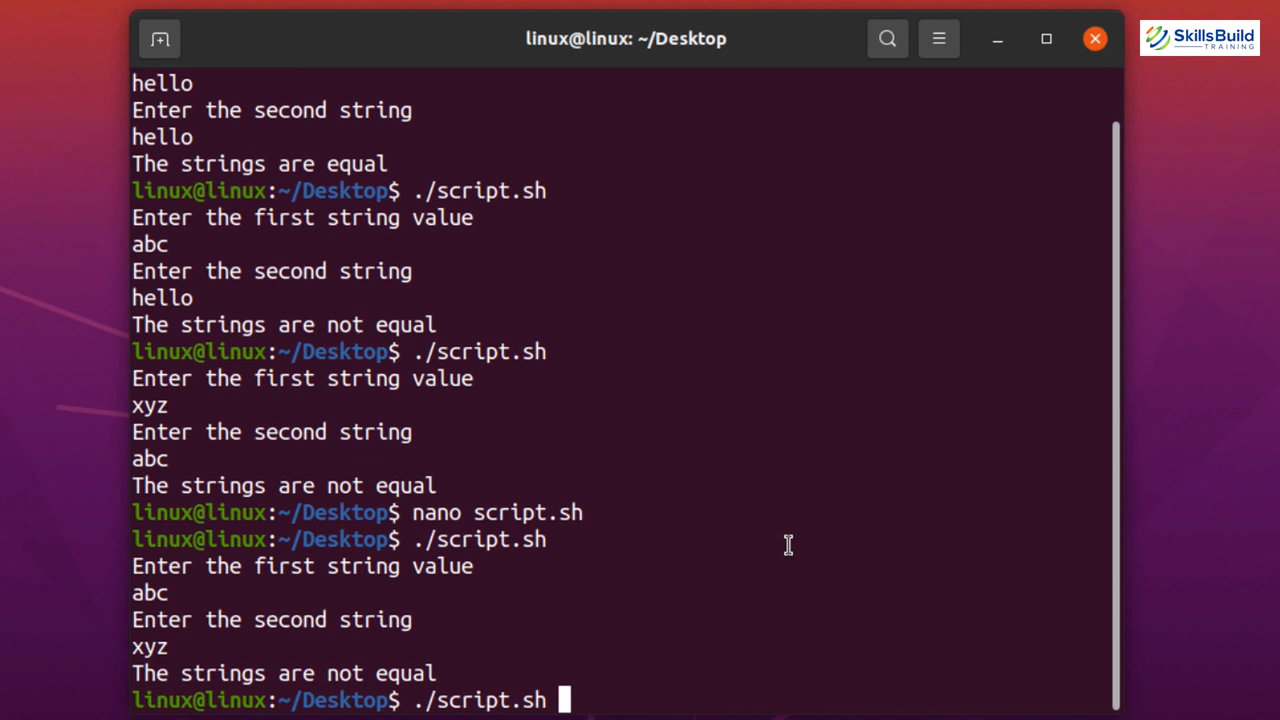 linux@linux: ~/Desktop
SkillsBuild
TRAINING
hello
Enter the second string
hello
The strings are equal
linux@linux:~/Desktop$ ./script.sh
Enter the first string value
abc
Enter the second string
hello
The strings are not equal
linux@linux:~/Desktop$ ./script.sh
Enter the first string value
xyz
Enter the second string
abc
The strings are not equal
linux@linux:~/Desktop$ nano script.sh
linux@linux:~/Desktop$ ./script.sh
Enter the first string value
abc
Enter the second string
xyz
The strings are not equal
linux@linux:~/Desktop$ ./script.sh